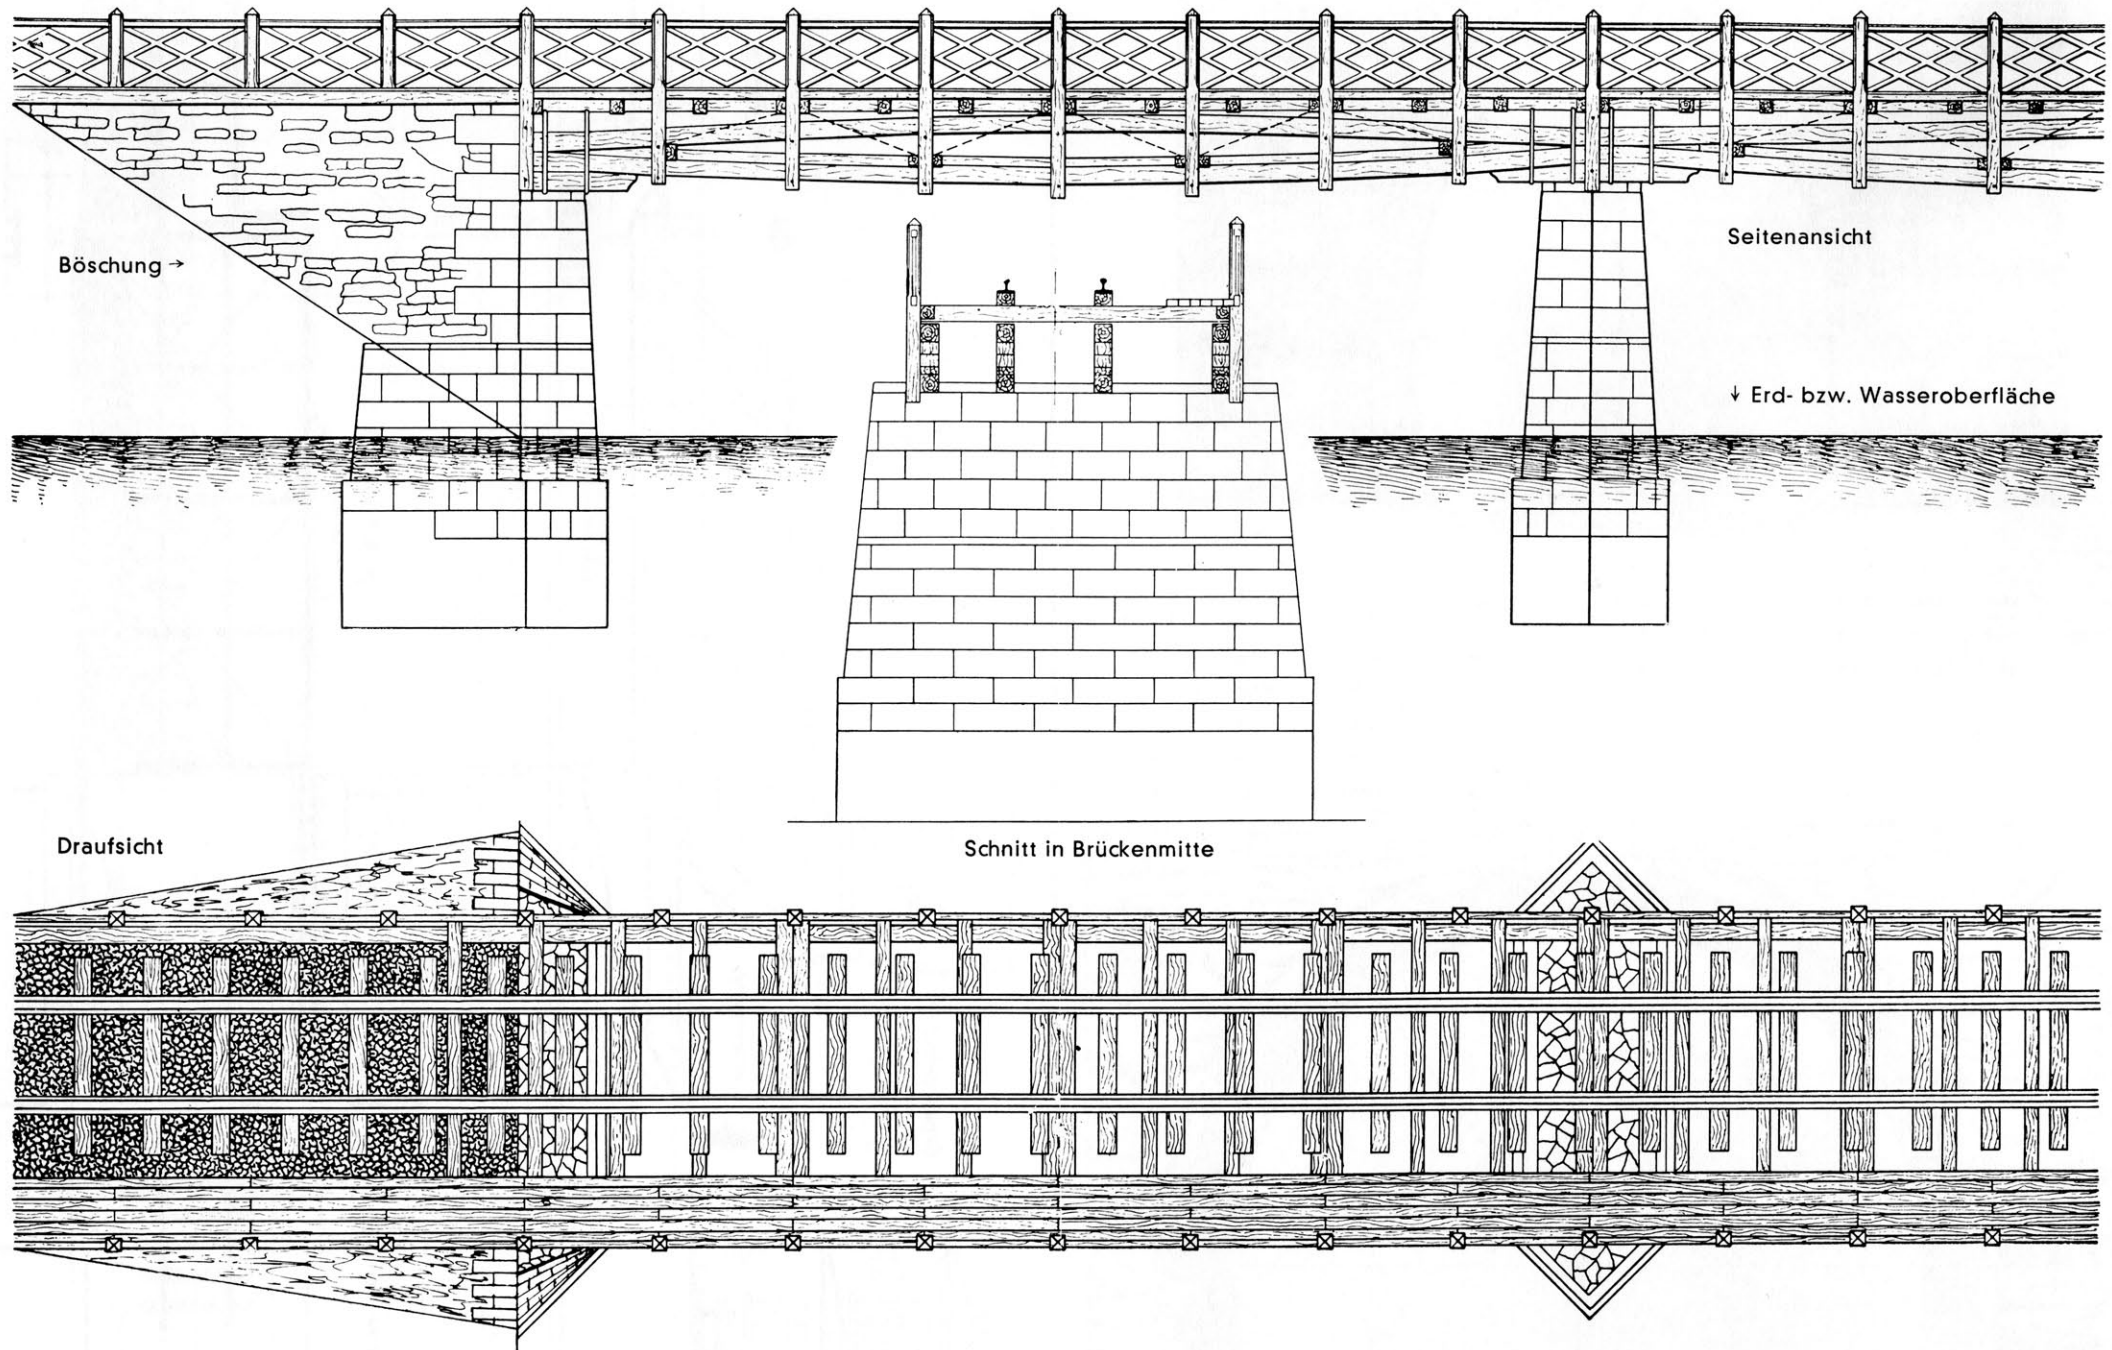 Seitenansicht
Böschung →
↓ Erd- bzw. Wasseroberfläche
Draufsicht
Schnitt in Brückenmitte